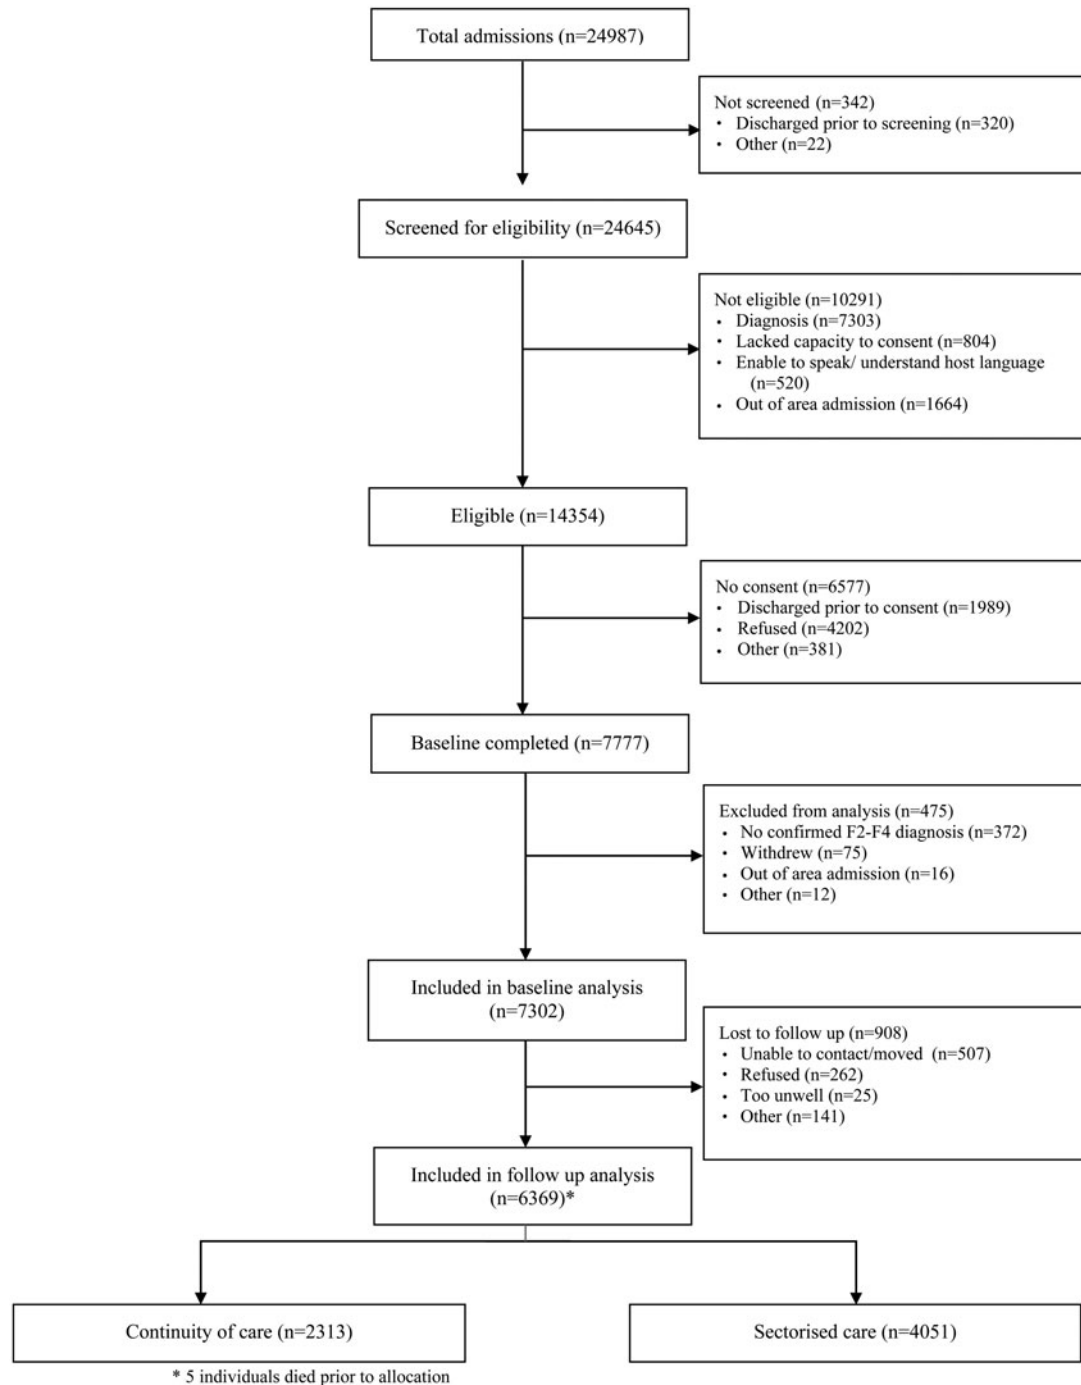 Total admissions (n=24987)
Not screened (n=342)
• Discharged prior to screening (n=320)
• Other (n=22)
Screened for eligibility (n=24645)
Not eligible (n=10291)
• Diagnosis (n=7303)
• Lacked capacity to consent (n=804)
• Enable to speak/ understand host language
(n=520)
• Out of area admission (n=1664)
Eligible (n=14354)
No consent (n=6577)
• Discharged prior to consent (n=1989)
• Refused (n=4202)
• Other (n=381)
Baseline completed (n=7777)
Excluded from analysis (n=475)
• No confirmed F2-F4 diagnosis (n=372)
• Withdrew (n=75)
• Out of area admission (n=16)
• Other (n=12)
Included in baseline analysis
(n=7302)
Lost to follow up (n=908)
• Unable to contact/moved (n=507)
• Refused (n=262)
• Too unwell (n=25)
• Other (n=141)
Included in follow up analysis
(n=6369)*
Continuity of care (n=2313)
Sectorised care (n=4051)
* 5 individuals died prior to allocation